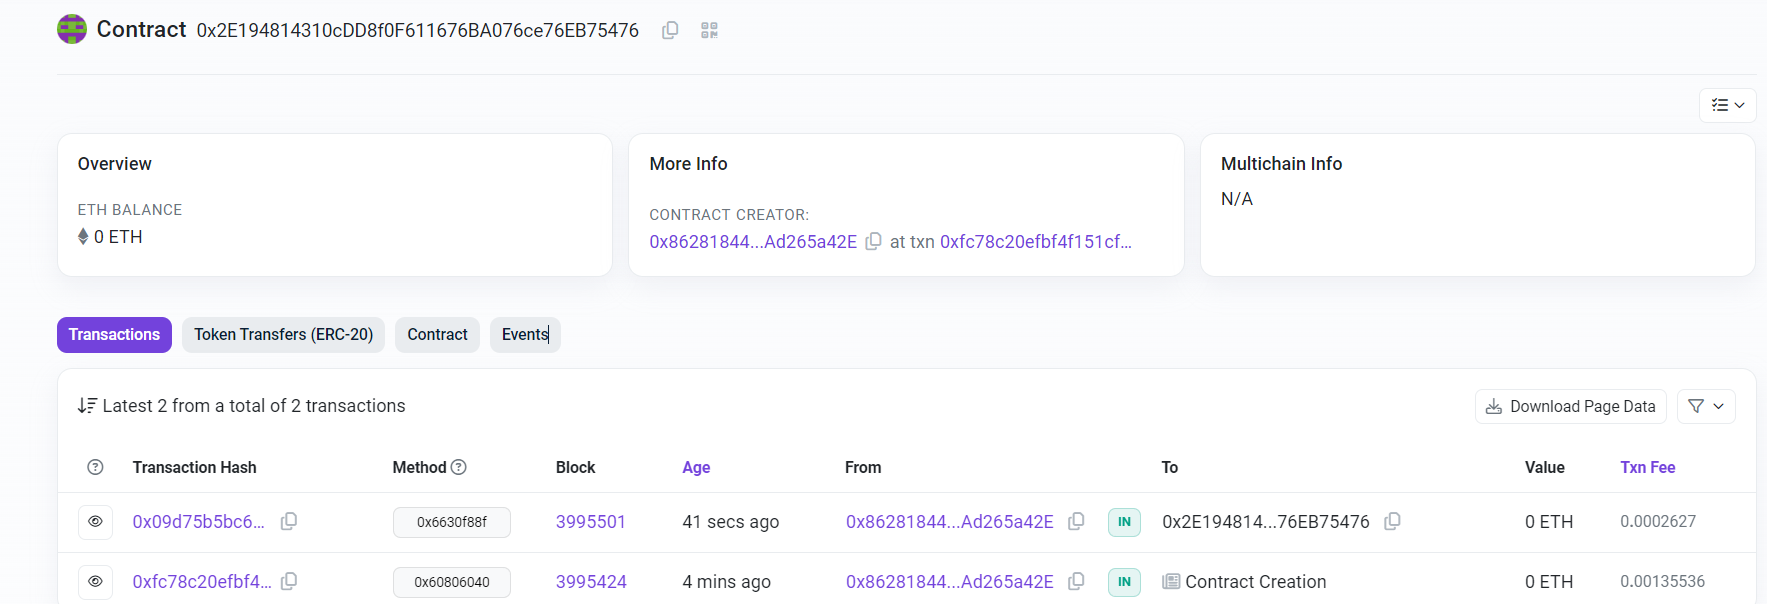 Contract 0x2E194814310cDD8f0F611676BA076ce76EB75476
Overview
ETH BALANCE
0 ETH
More Info
CONTRACT CREATOR:
0x86281844...Ad265a42E at txn 0xfc78c20efbf4f151cf...
Multichain Info
N/A
Transactions Token Transfers (ERC-20) Contract Events
Latest 2 from a total of 2 transactions
Download Page Data
Transaction Hash Method Block Age From To Value Txn Fee
0x09d75b5bc6... 0x6630f88f 3995501 41 secs ago 0x86281844...Ad265a42E IN 0x2E194814...76EB75476 0 ETH 0.0002627
0xfc78c20efbf4... 0x60806040 3995424 4 mins ago 0x86281844...Ad265a42E IN Contract Creation 0 ETH 0.00135536